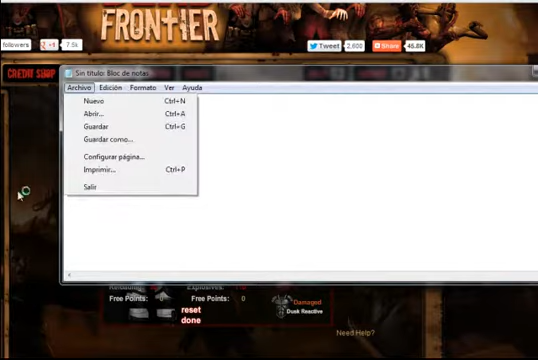 FRONTIER
followers +1 7.5k
Tweet 2,600 Share 45.8K
CREDIT SHOP
Sin título: Bloc de notas
Archivo Edición Formato Ver Ayuda
Nuevo Ctrl+N
Abrir... Ctrl+A
Guardar Ctrl+G
Guardar como...
Configurar página...
Imprimir... Ctrl+P
Salir
Reloading: Explosives:
Free Points: 0 Free Points: 0
Damaged
Dusk Reactive
reset
done
Need Help?